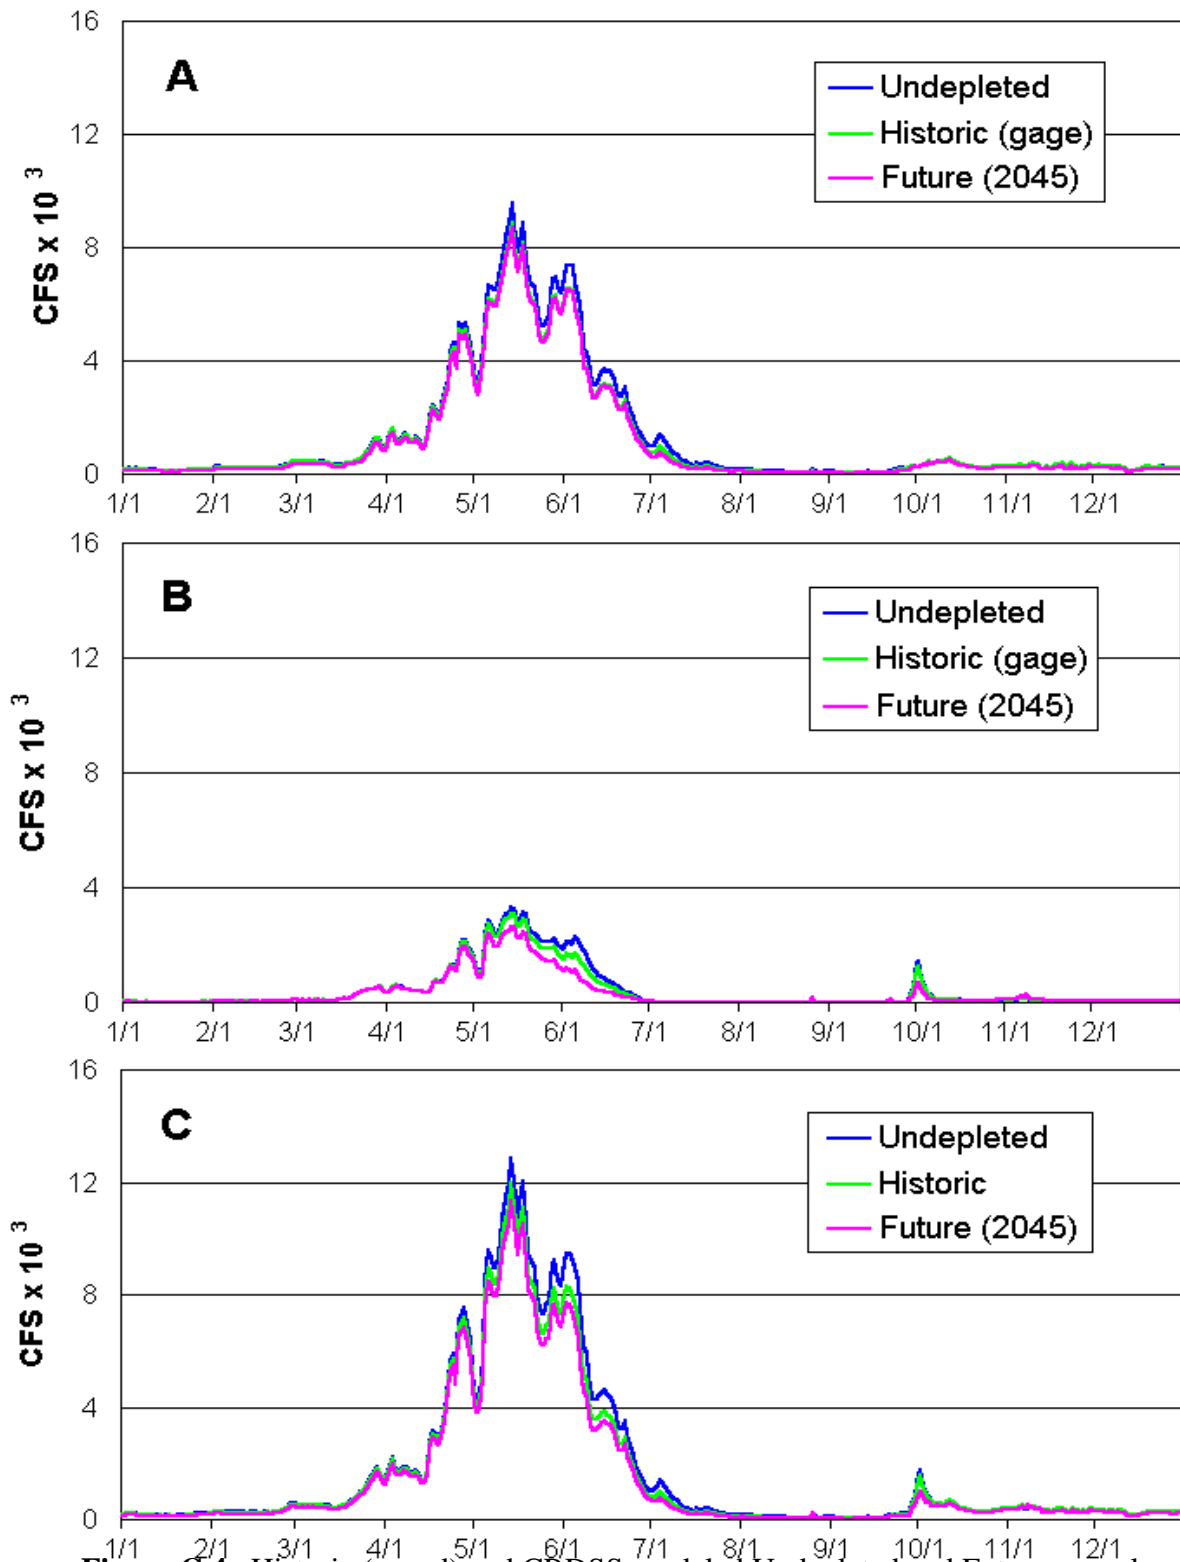 16
A
Undepleted
12
Historic (gage)
Future (2045)
CFS x 10 3
8
4
0
1/1 2/1 3/1 4/1 5/1 6/1 7/1 8/1 9/1 10/1 11/1 12/1
16
B
Undepleted
12
Historic (gage)
Future (2045)
CFS x 10 3
8
4
0
1/1 2/1 3/1 4/1 5/1 6/1 7/1 8/1 9/1 10/1 11/1 12/1
16
C
Undepleted
12
Historic
Future (2045)
CFS x 10 3
8
4
0
1/1 2/1 3/1 4/1 5/1 6/1 7/1 8/1 9/1 10/1 11/1 12/1